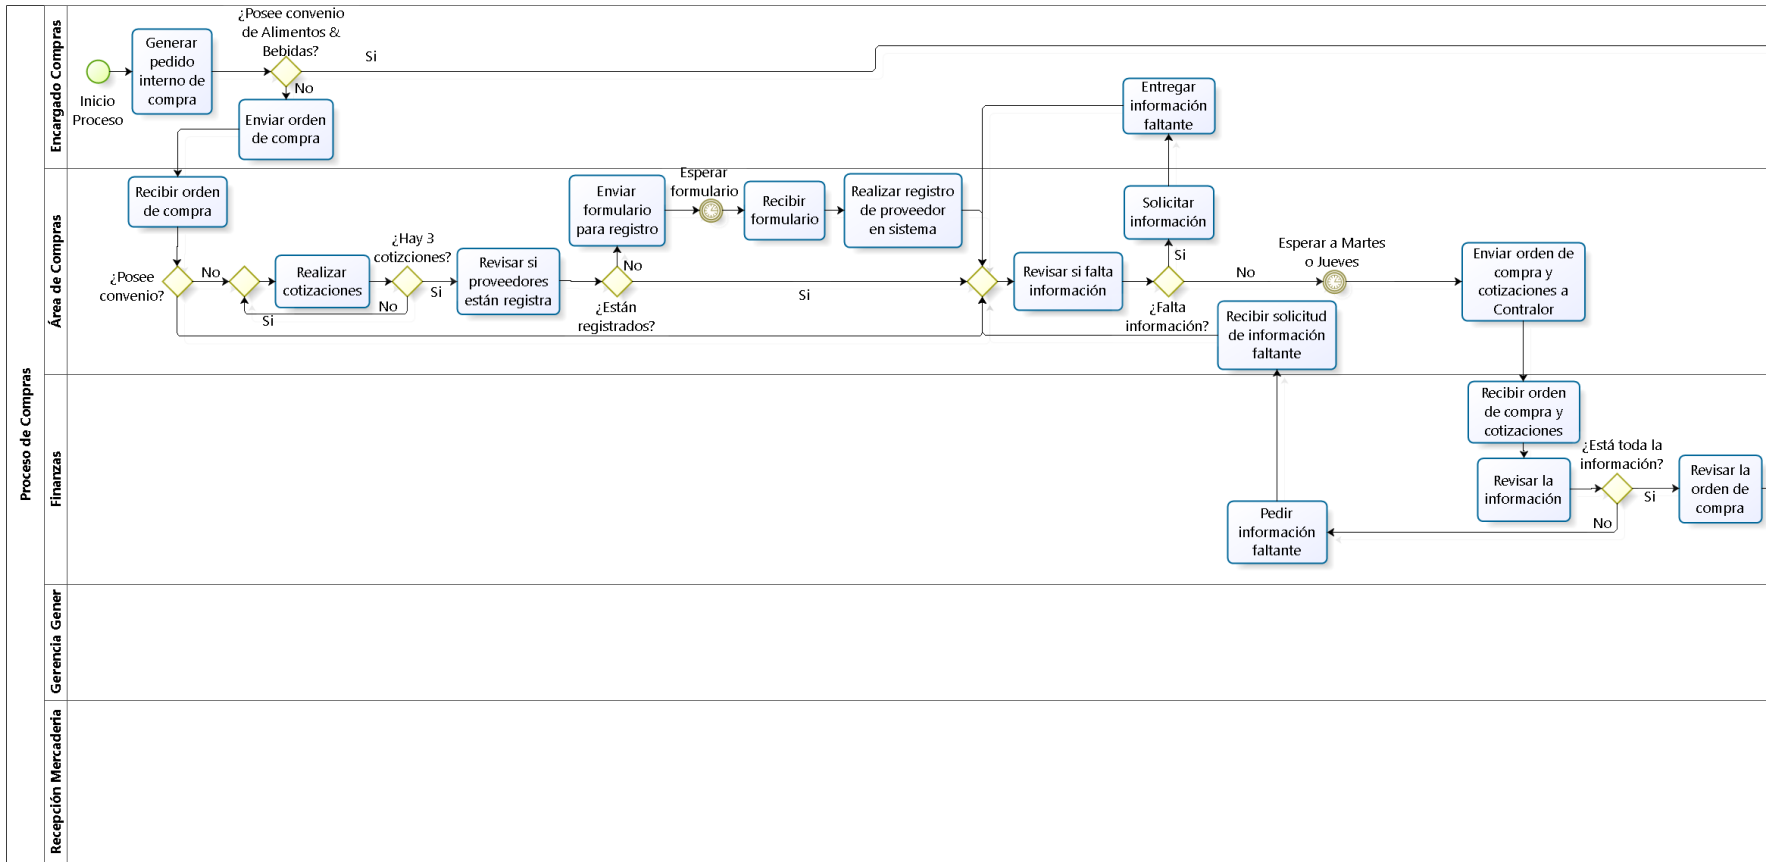 Proceso de Compras
Encargado Compras
Inicio
Proceso
Generar
pedido
interno de
compra
¿Posee convenio
de Alimentos &
Bebidas?
Si
No
Enviar orden
de compra
Entregar
información
faltante
Área de Compras
Recibir orden
de compra
¿Posee
convenio?
No
Realizar
cotizaciones
¿Hay 3
cotizciones?
Si
No
Si
Revisar si
proveedores
están registra
Enviar
formulario
para registro
No
¿Están
registrados?
Esperar
formulario
Recibir
formulario
Realizar registro
de proveedor
en sistema
Si
Revisar si falta
información
Solicitar
información
Si
¿Falta
información?
No
Esperar a Martes
o Jueves
Recibir solicitud
de información
faltante
Enviar orden de
compra y
cotizaciones a
Contralor
Finanzas
Recibir orden
de compra y
cotizaciones
Revisar la
información
¿Está toda la
información?
Si
No
Revisar la
orden de
compra
Pedir
información
faltante
Gerencia Gener
Recepción Mercaderia